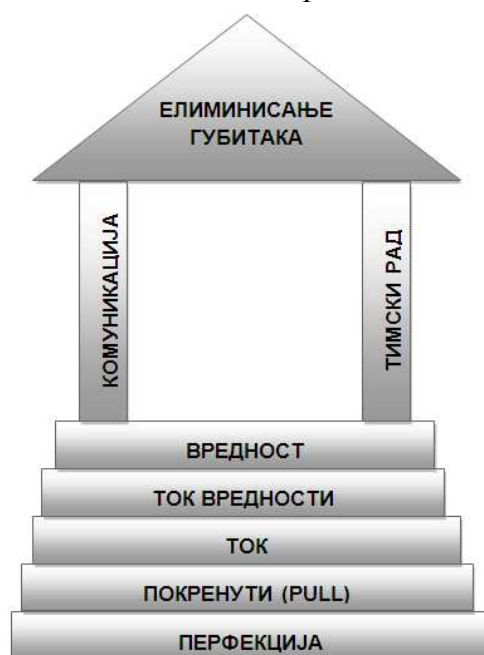 ЕЛИМИНИСАЊЕ
ГУБИТАКА
КОМУНИКАЦИЈА
ТИМСКИ РАД
ВРЕДНОСТ
ТОК ВРЕДНОСТИ
ТОК
ПОКРЕНУТИ (PULL)
ПЕРФЕКЦИЈА